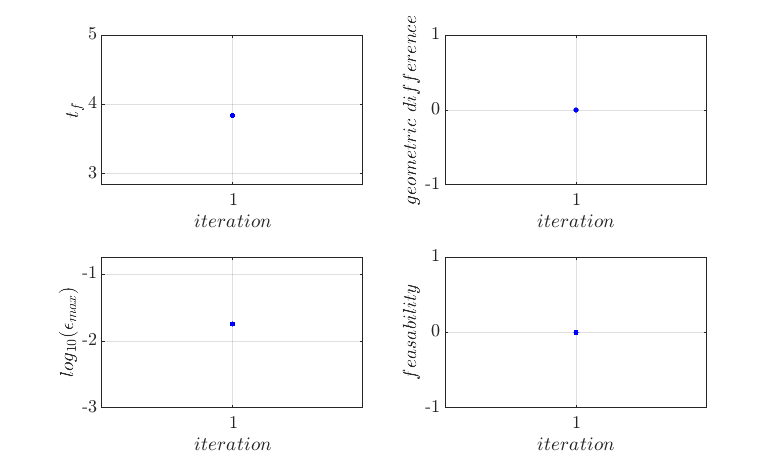 5
4
3
t_f
1
iteration
1
0
-1
geometric difference
1
iteration
-1
-2
-3
log_10(ϵ_max)
1
iteration
1
0
-1
feasability
1
iteration